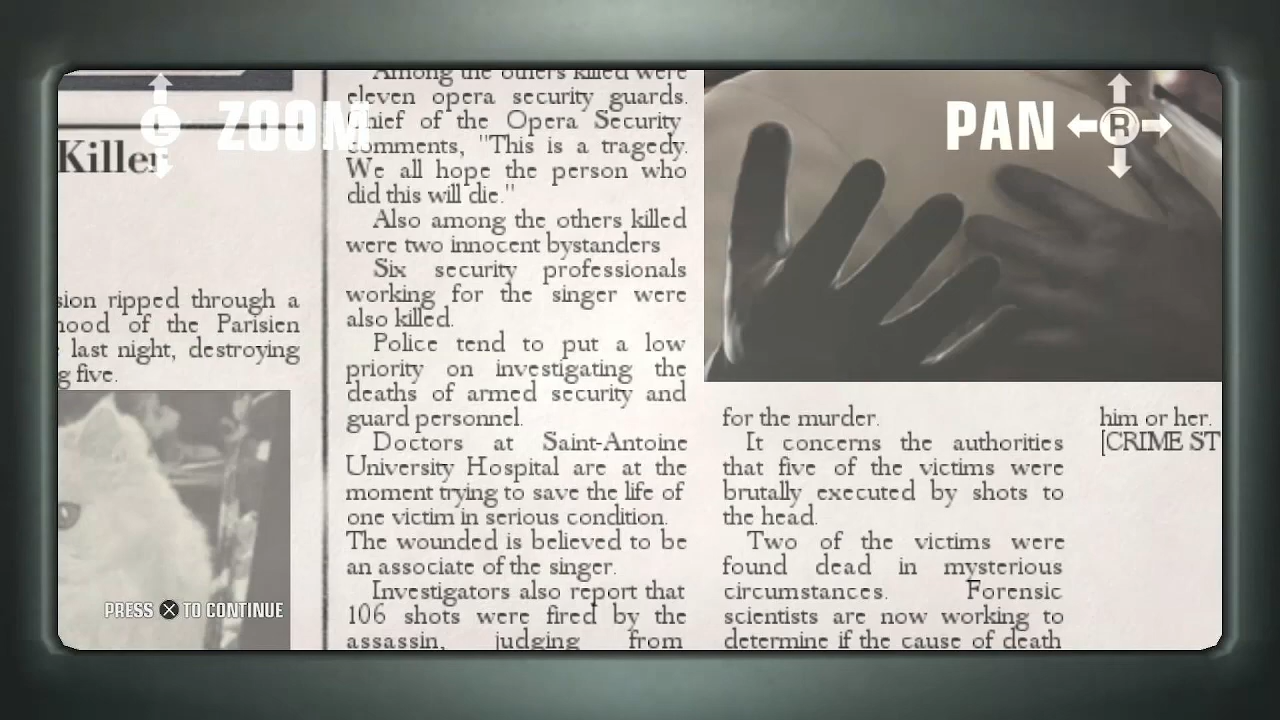 ZOOM
PAN
R
Killer
sion ripped through a
hood of the Parisien
last night, destroying
g five.
PRESS X TO CONTINUE
Among the others killed were
eleven opera security guards.
Chief of the Opera Security
comments, "This is a tragedy.
We all hope the person who
did this will die."
Also among the others killed
were two innocent bystanders
Six security professionals
working for the singer were
also killed.
Police tend to put a low
priority on investigating the
deaths of armed security and
guard personnel.
Doctors at Saint-Antoine
University Hospital are at the
moment trying to save the life of
one victim in serious condition.
The wounded is believed to be
an associate of the singer.
Investigators also report that
106 shots were fired by the
assassin, judging from
for the murder.
It concerns the authorities
that five of the victims were
brutally executed by shots to
the head.
Two of the victims were
found dead in mysterious
circumstances. Forensic
scientists are now working to
determine if the cause of death
him or her.
[CRIME ST